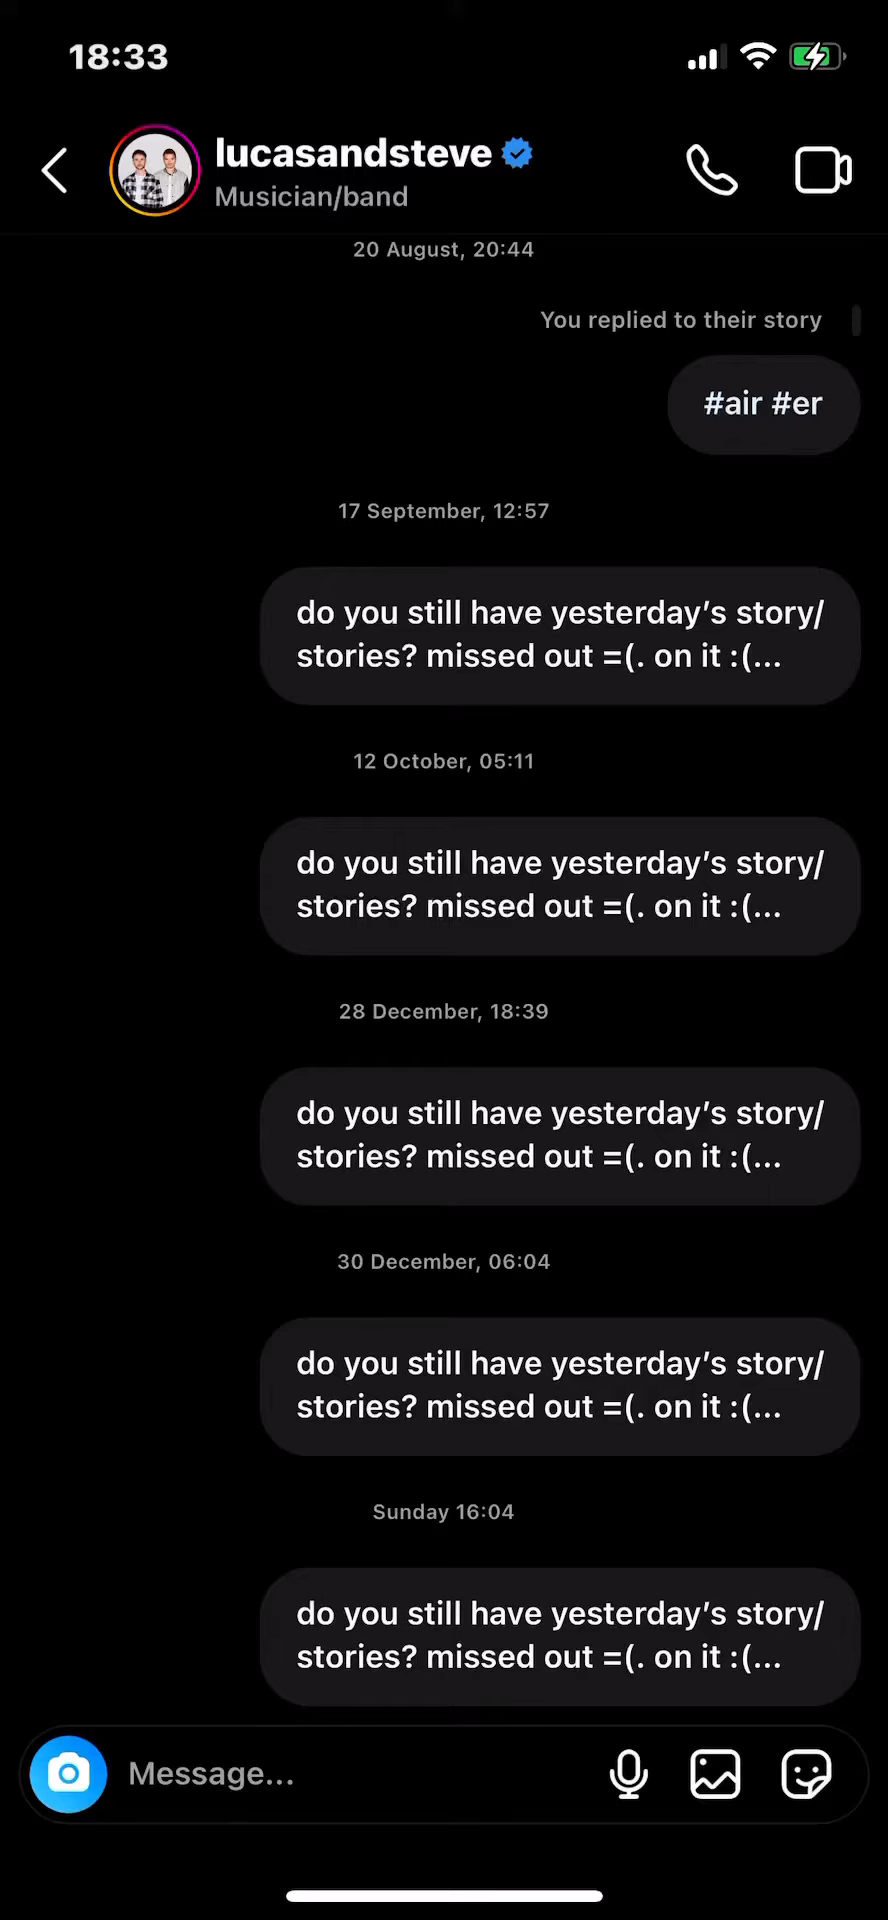 18:33
lucasandsteve
Musician/band
20 August, 20:44
You replied to their story
#air #er
17 September, 12:57
do you still have yesterday’s story/
stories? missed out =(. on it :(...
12 October, 05:11
do you still have yesterday’s story/
stories? missed out =(. on it :(...
28 December, 18:39
do you still have yesterday’s story/
stories? missed out =(. on it :(...
30 December, 06:04
do you still have yesterday’s story/
stories? missed out =(. on it :(...
Sunday 16:04
do you still have yesterday’s story/
stories? missed out =(. on it :(...
Message...